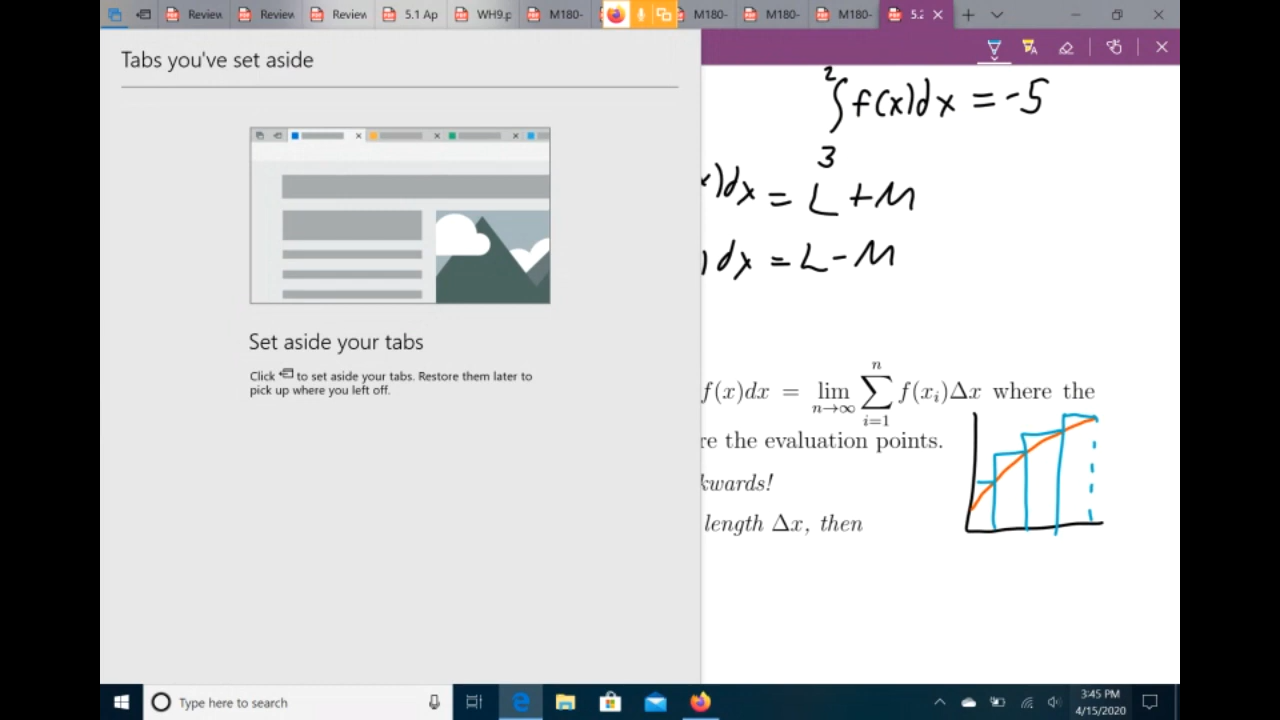 Review Review Review 5.1 Ap WH9.p M180- M180- M180- M180- 5.2
Tabs you've set aside
Set aside your tabs
Click to set aside your tabs. Restore them later to
pick up where you left off.
∫₃² f(x)dx = -5
x)dx = L + M
)dx = L - M
f(x)dx = lim n→∞ ∑ i=1 n f(xᵢ)Δx where the
re the evaluation points.
kwards!
length Δx, then
Type here to search
3:45 PM
4/15/2020